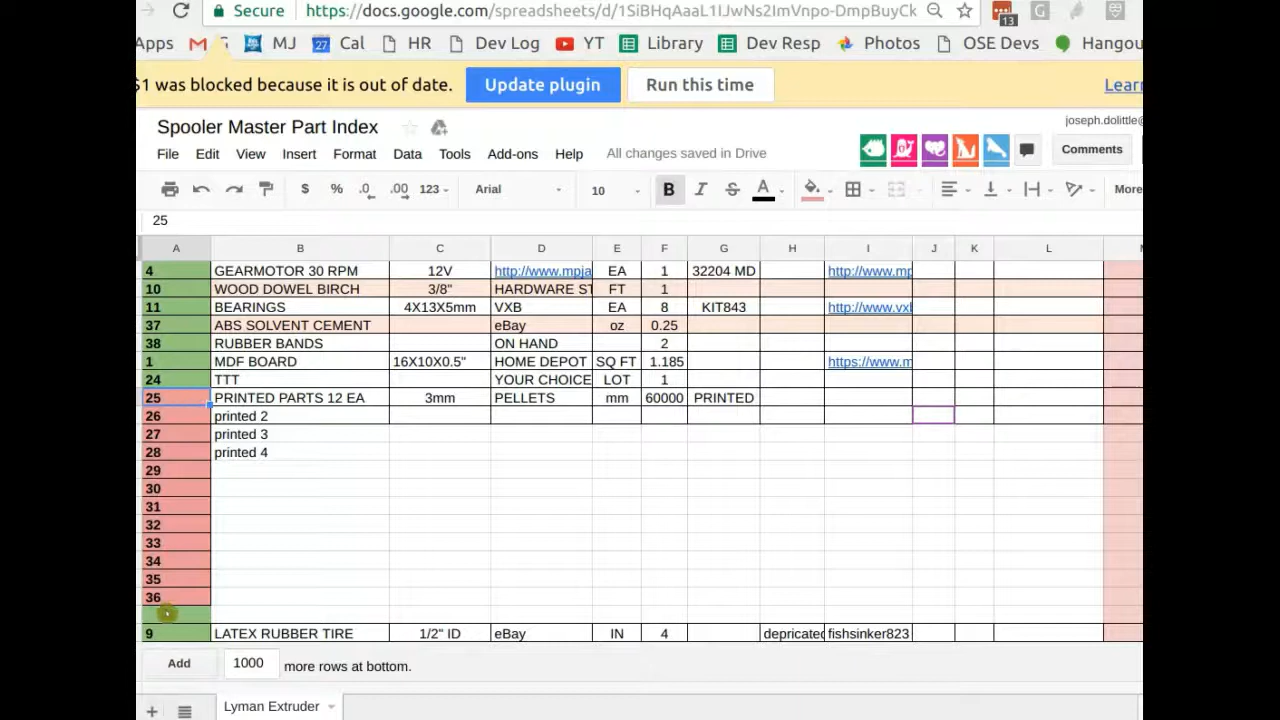 Secure https://docs.google.com/spreadsheets/d/1SiBHqAaaL1IJwNs2ImVnpo-DmpBuyCk 13
Apps MJ 27 Cal HR Dev Log YT Library Dev Resp Photos OSE Devs Hangou
$1 was blocked because it is out of date. Update plugin Run this time Lear
Spooler Master Part Index joseph.dolittle@
File Edit View Insert Format Data Tools Add-ons Help All changes saved in Drive Comments
$ % .0 .00 123 Arial 10 B I S A More
25
A B C D E F G H I J K L M
4 GEARMOTOR 30 RPM 12V http://www.mpja EA 1 32204 MD http://www.mp
10 WOOD DOWEL BIRCH 3/8" HARDWARE ST FT 1
11 BEARINGS 4X13X5mm VXB EA 8 KIT843 http://www.vxb
37 ABS SOLVENT CEMENT eBay oz 0.25
38 RUBBER BANDS ON HAND 2
1 MDF BOARD 16X10X0.5" HOME DEPOT SQ FT 1.185 https://www.m
24 TTT YOUR CHOICE LOT 1
25 PRINTED PARTS 12 EA 3mm PELLETS mm 60000 PRINTED
26 printed 2
27 printed 3
28 printed 4
29
30
31
32
33
34
35
36
9 LATEX RUBBER TIRE 1/2" ID eBay IN 4 depricated fishsinker823
Add 1000 more rows at bottom.
+ Lyman Extruder